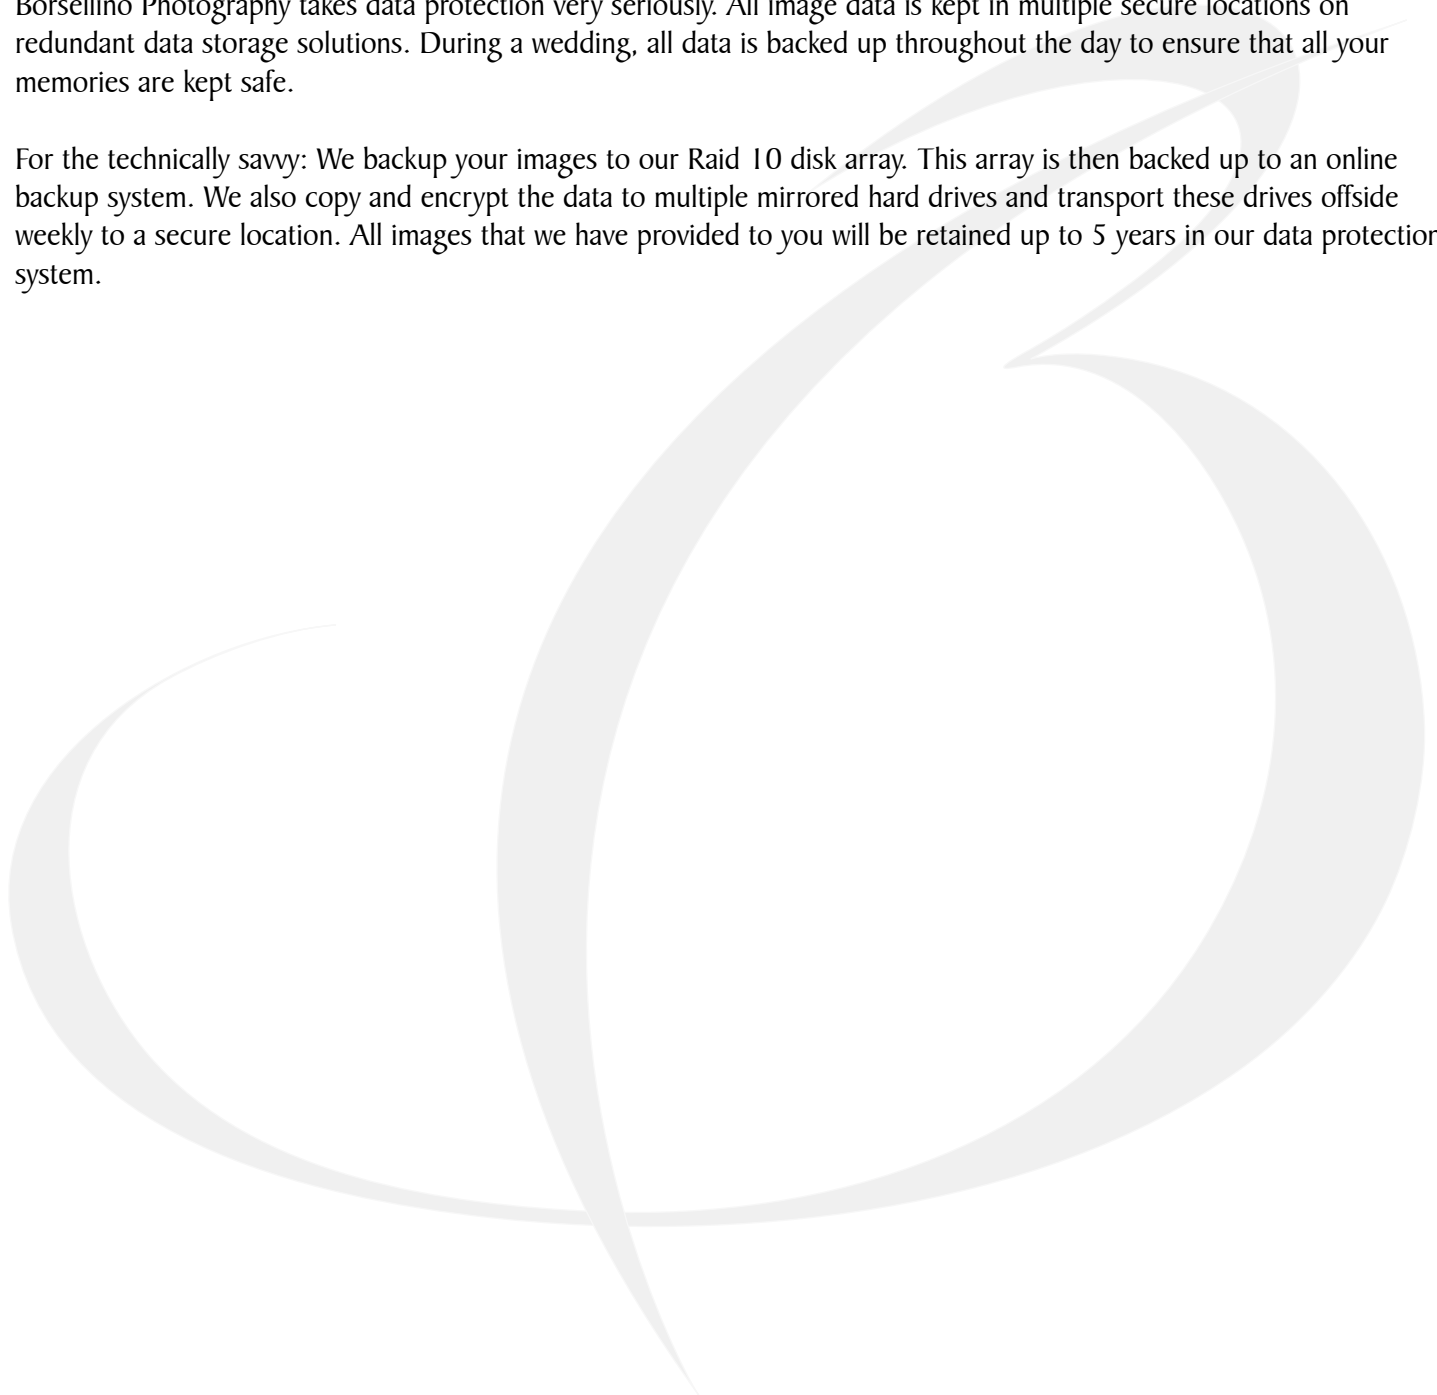 Borsellino Photography takes data protection very seriously. All image data is kept in multiple secure locations on
redundant data storage solutions. During a wedding, all data is backed up throughout the day to ensure that all your
memories are kept safe.
For the technically savvy: We backup your images to our Raid 10 disk array. This array is then backed up to an online
backup system. We also copy and encrypt the data to multiple mirrored hard drives and transport these drives offside
weekly to a secure location. All images that we have provided to you will be retained up to 5 years in our data protection
system.